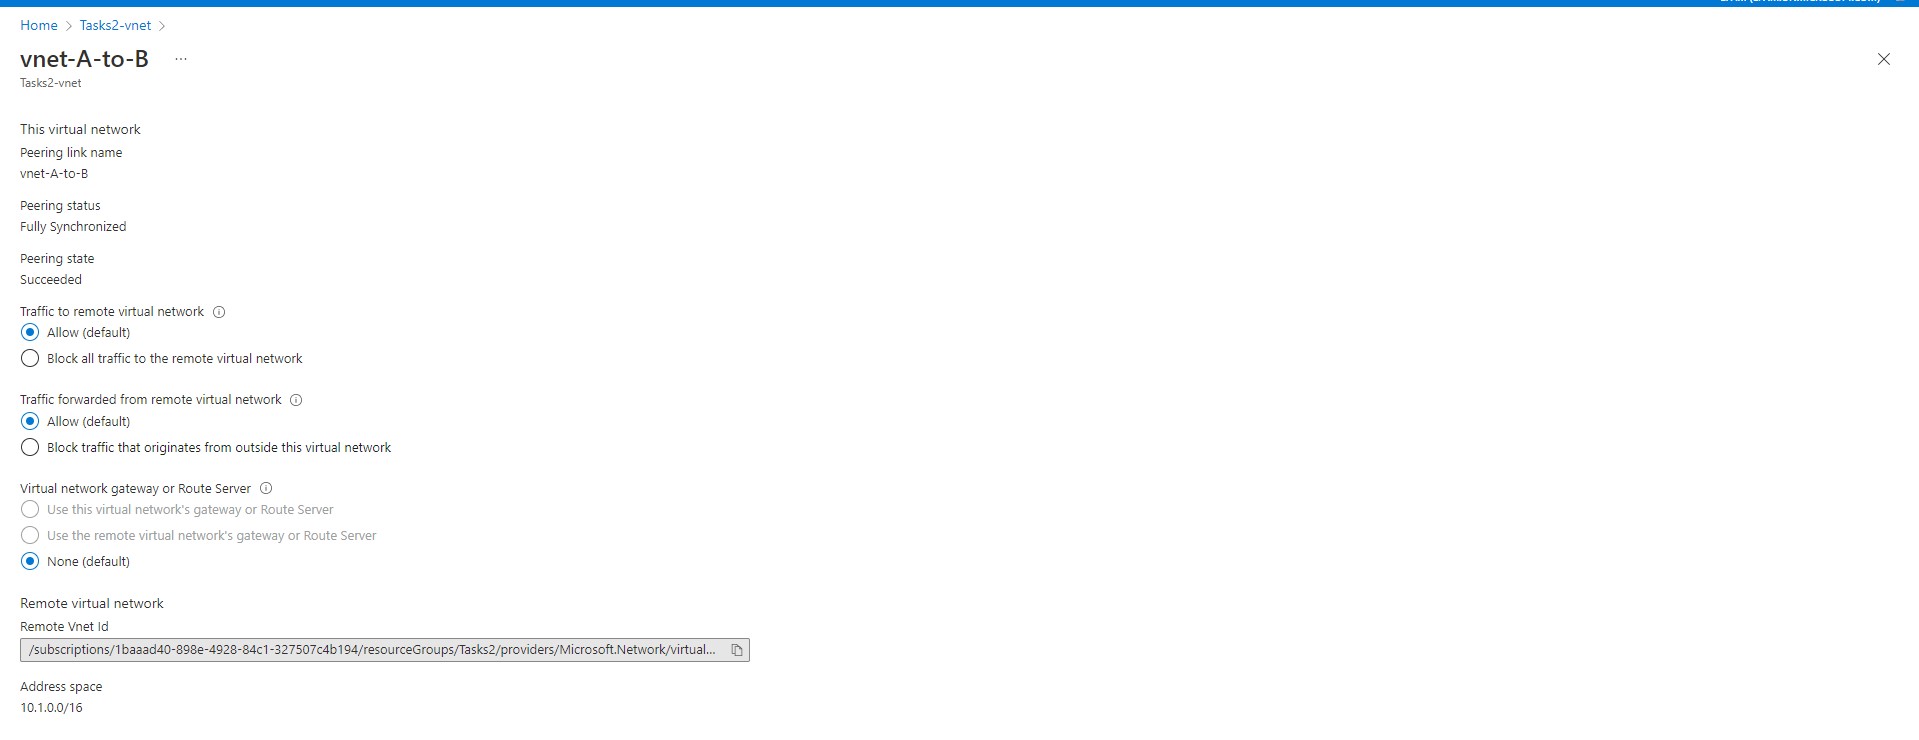 Home > Tasks2-vnet >
vnet-A-to-B ...
Tasks2-vnet
This virtual network
Peering link name
vnet-A-to-B
Peering status
Fully Synchronized
Peering state
Succeeded
Traffic to remote virtual network
Allow (default)
Block all traffic to the remote virtual network
Traffic forwarded from remote virtual network
Allow (default)
Block traffic that originates from outside this virtual network
Virtual network gateway or Route Server
Use this virtual network's gateway or Route Server
Use the remote virtual network's gateway or Route Server
None (default)
Remote virtual network
Remote Vnet Id
/subscriptions/1baaad40-898e-4928-84c1-327507c4b194/resourceGroups/Tasks2/providers/Microsoft.Network/virtual...
Address space
10.1.0.0/16